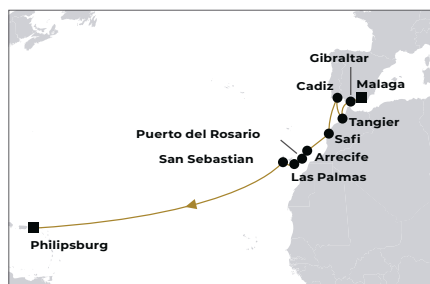 Gibraltar
Cadiz
Malaga
Tangier
Puerto del Rosario
Safi
San Sebastian
Arrecife
Las Palmas
Philipsburg